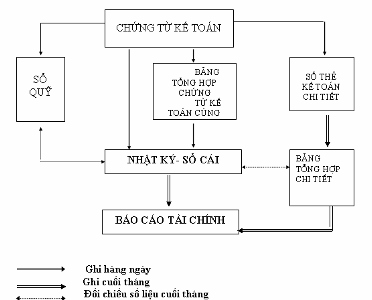 CHỨNG TỪ KẾ TOÁN
SỔ
QUỸ
BẢNG
TỔNG HỢP
CHỨNG
TỪ KẾ
TOÁN CÙNG
SỔ THẺ
KẾ TOÁN
CHI TIẾT
NHẬT KÝ- SỔ CÁI
BẢNG
TỔNG HỢP
CHI TIẾT
BÁO CÁO TÀI CHÍNH
Ghi hàng ngày
Ghi cuối tháng
Đối chiếu số liệu cuối tháng